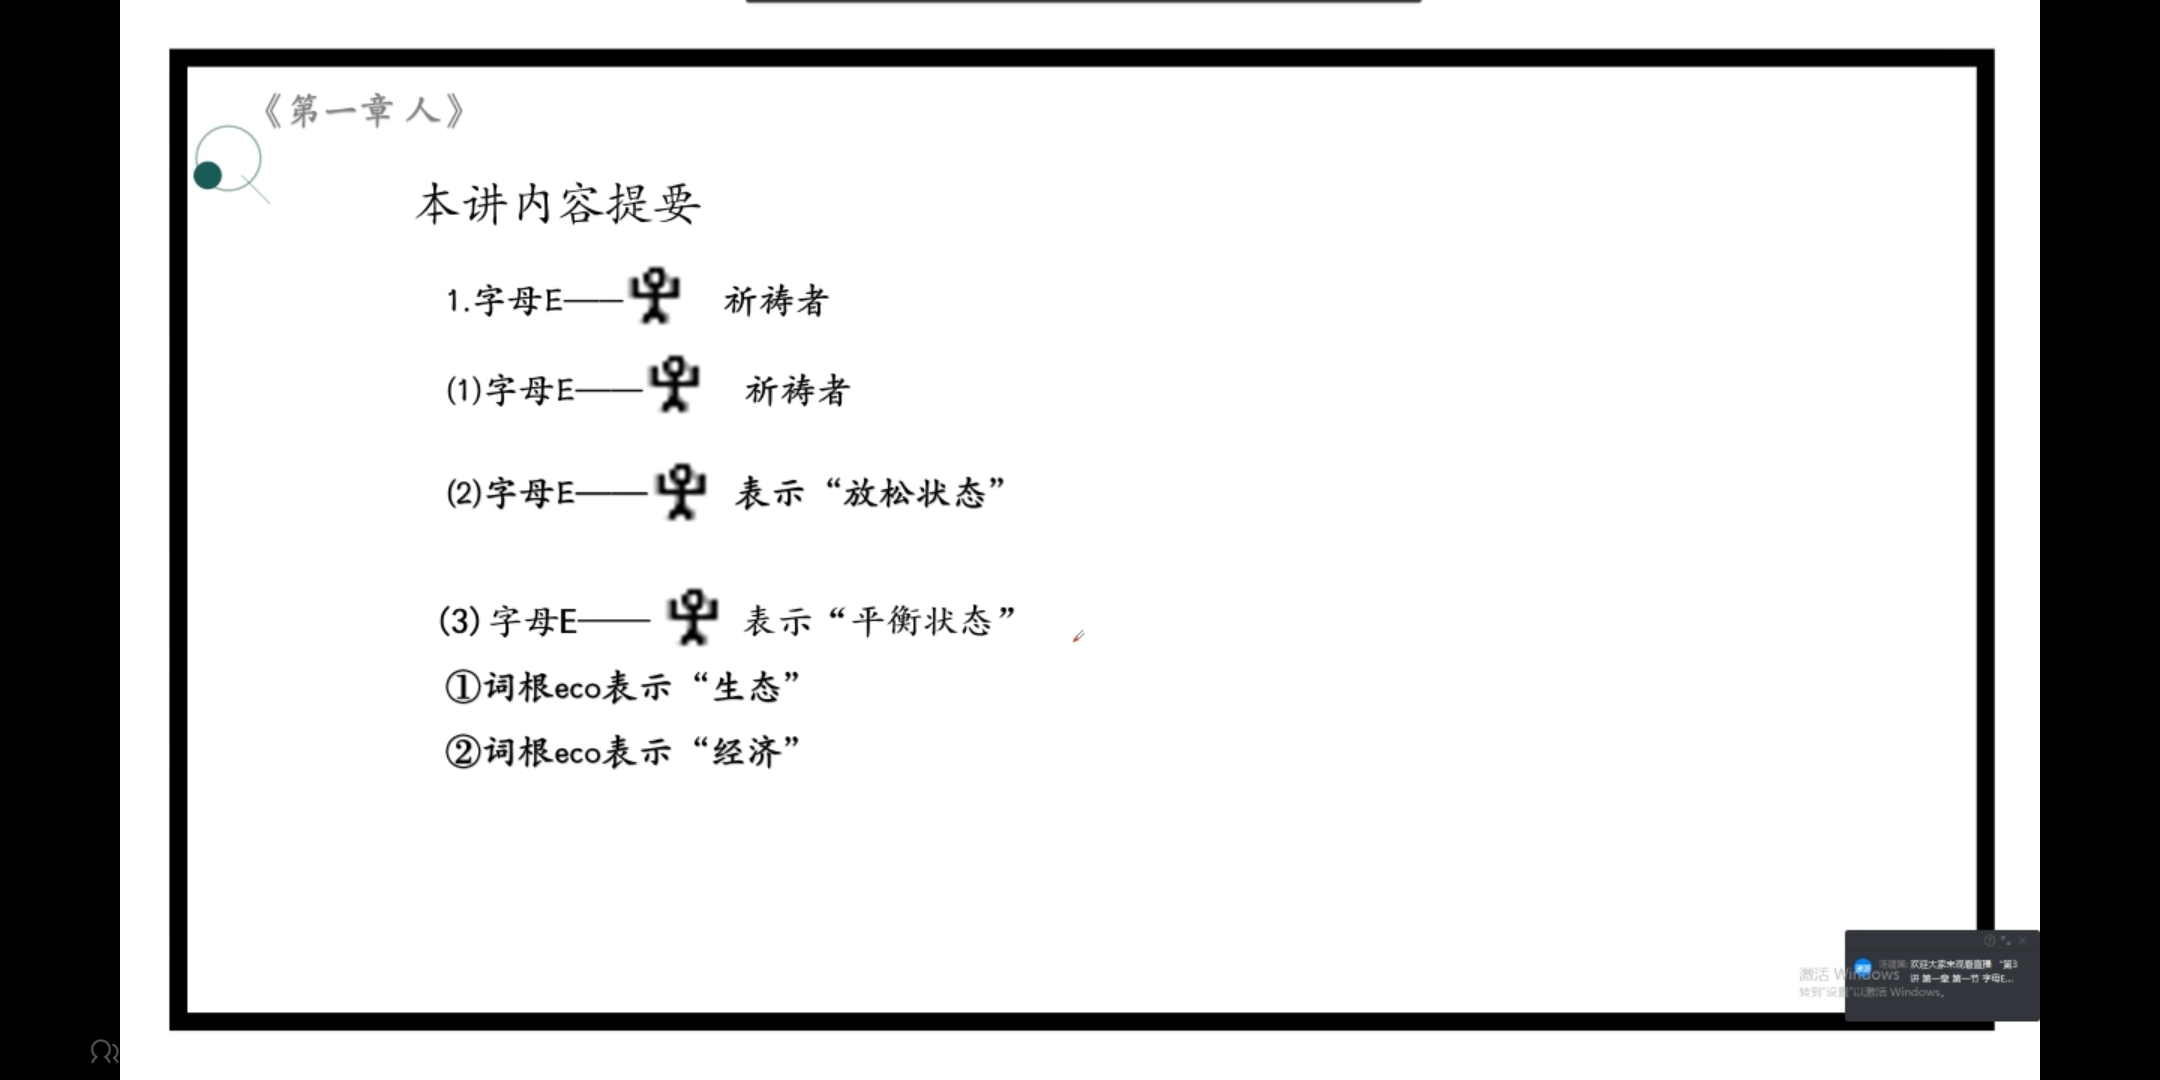 《第一章 人》
本讲内容提要
1.字母E—— 祈祷者
(1)字母E—— 祈祷者
(2)字母E—— 表示“放松状态”
(3)字母E—— 表示“平衡状态”
①词根eco表示“生态”
②词根eco表示“经济”
激活 Windows
转到“设置”以激活 Windows。
欢迎大家来观看直播 “第3
讲 第一章 第一节 字母E...